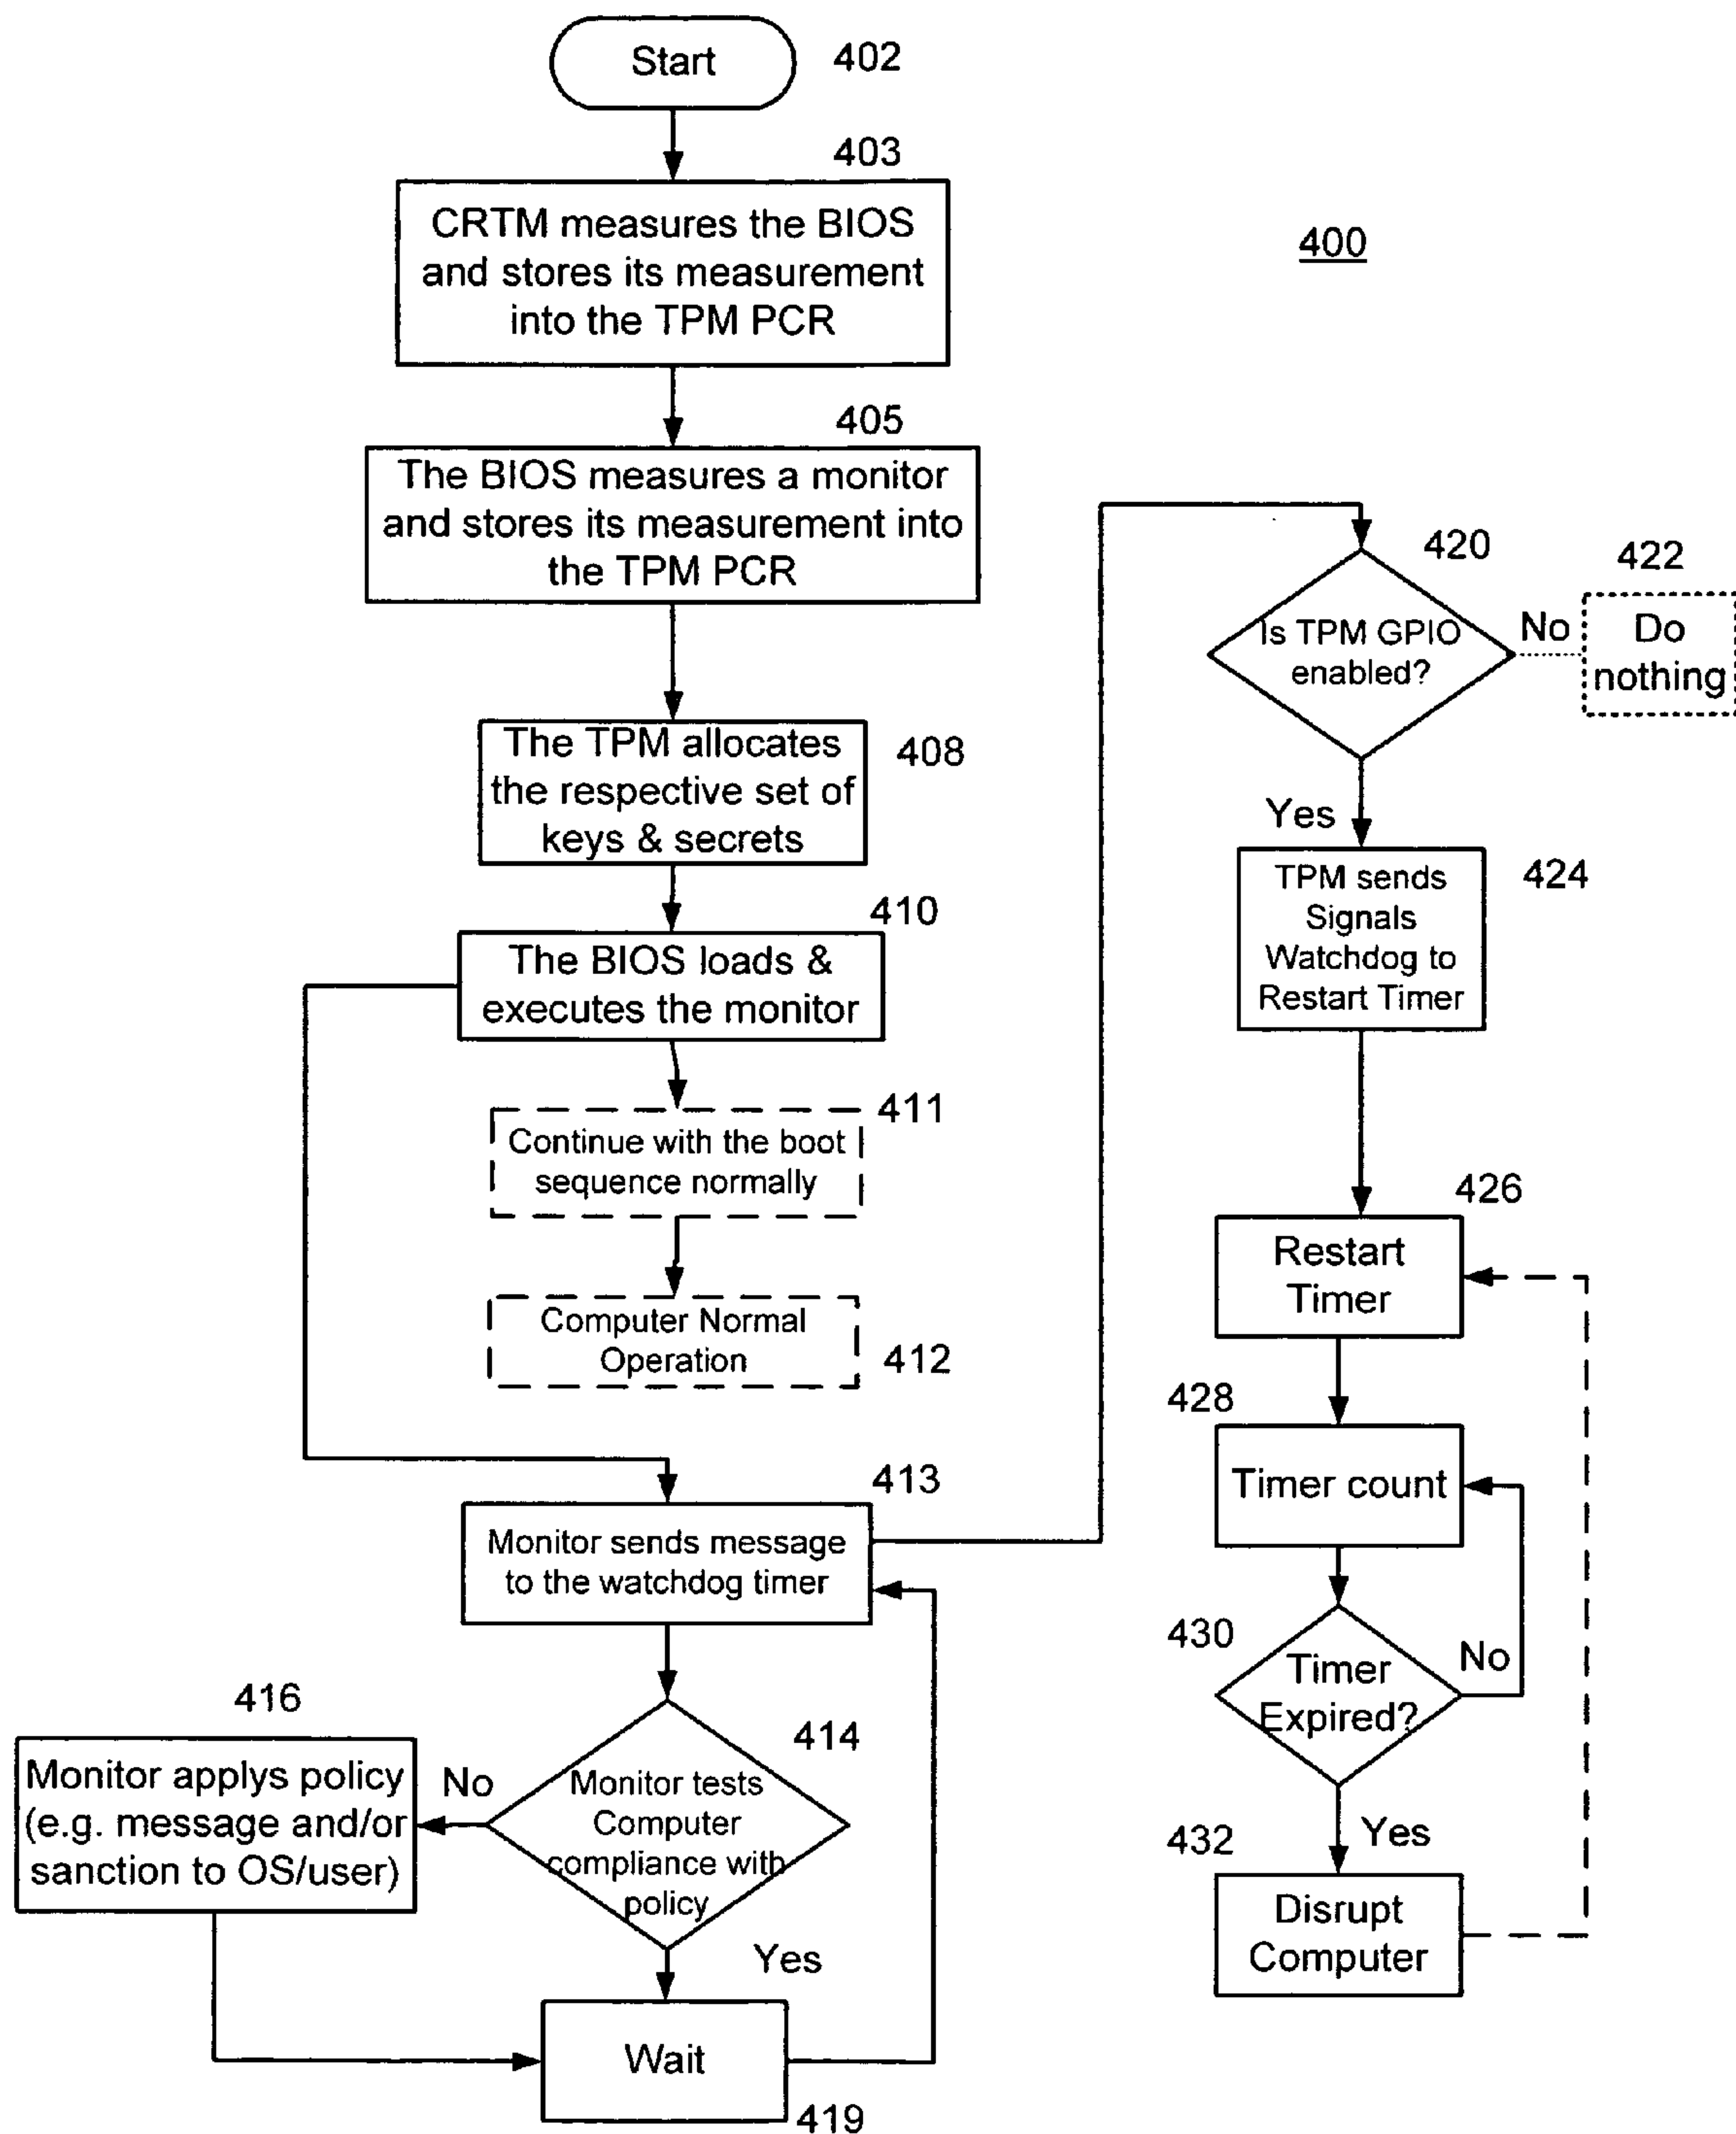 Start
402
403
CRTM measures the BIOS
and stores its measurement
into the TPM PCR
400
405
The BIOS measures a monitor
and stores its measurement into
the TPM PCR
408
The TPM allocates
the respective set of
keys & secrets
410
The BIOS loads &
executes the monitor
411
Continue with the boot
sequence normally
Computer Normal
Operation
412
413
Monitor sends message
to the watchdog timer
414
Monitor tests
Computer
compliance with
policy
No
416
Monitor applys policy
(e.g. message and/or
sanction to OS/user)
Yes
Wait
419
420
Is TPM GPIO
enabled?
No
422
Do
nothing
Yes
424
TPM sends
Signals
Watchdog to
Restart Timer
426
Restart
Timer
428
Timer count
430
Timer
Expired?
No
Yes
432
Disrupt
Computer